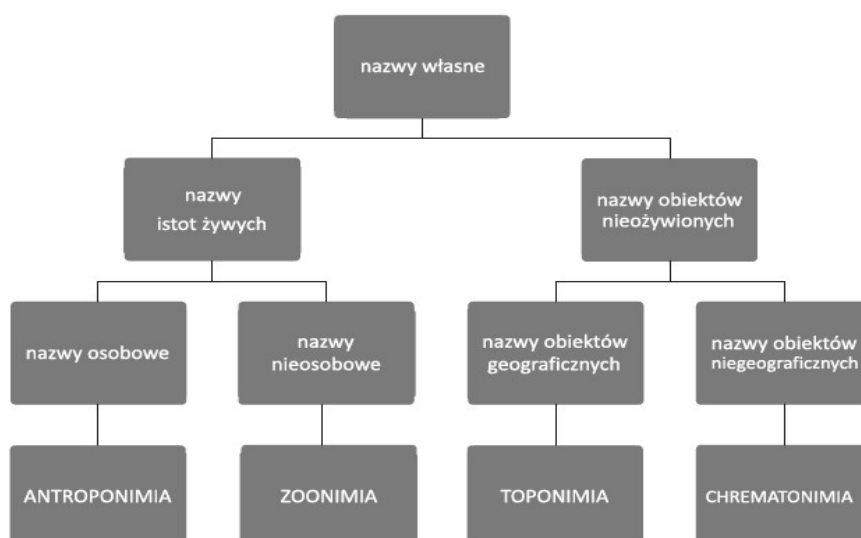 nazwy własne
nazwy
istot żywych
nazwy obiektów
nieożywionych
nazwy osobowe
nazwy
nieosobowe
nazwy obiektów
geograficznych
nazwy obiektów
niegeograficznych
ANTROPONIMIA
ZOONIMIA
TOPONIMIA
CHREMATONIMIA